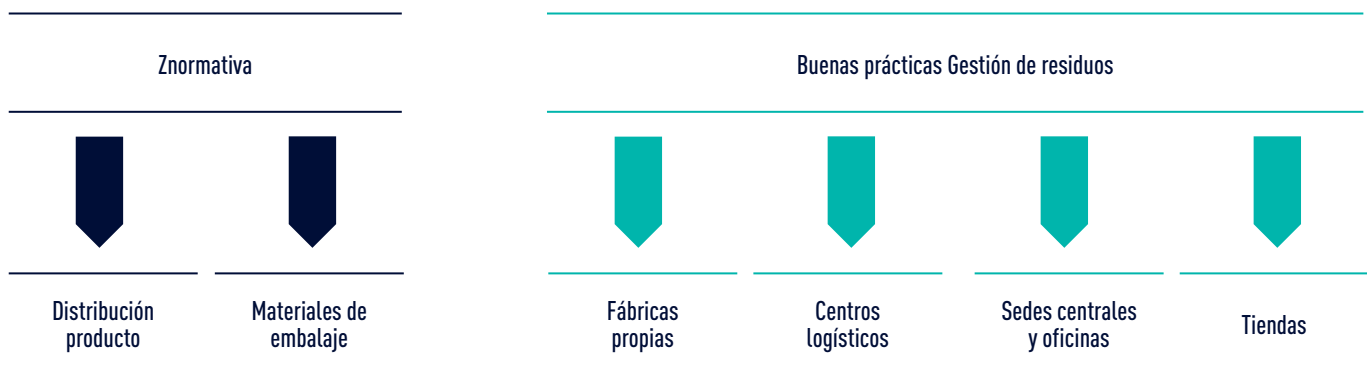 Znormativa
Buenas prácticas Gestión de residuos
Distribución
producto
Materiales de
embalaje
Fábricas
propias
Centros
logísticos
Sedes centrales
y oficinas
Tiendas